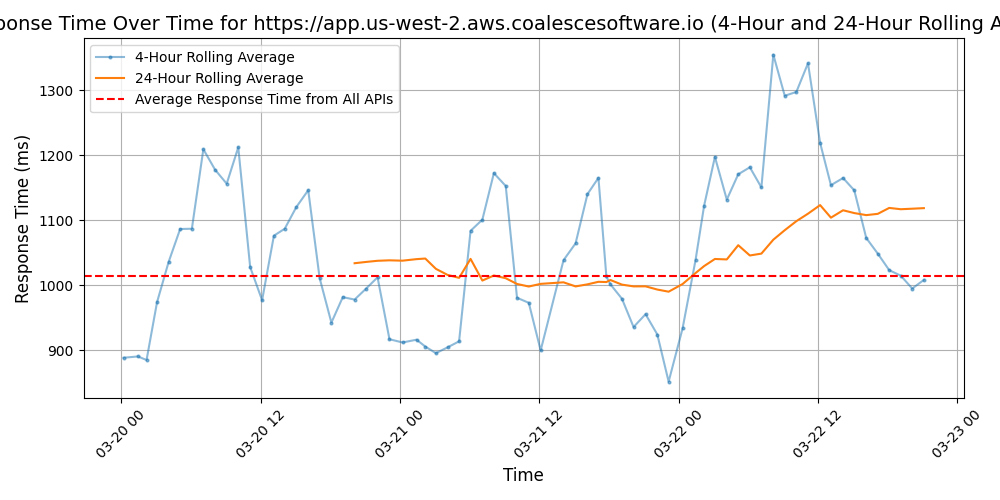 ponse Time Over Time for https://app.us-west-2.aws.coalescesoftware.io (4-Hour and 24-Hour Rolling A
4-Hour Rolling Average
24-Hour Rolling Average
Average Response Time from All APIs
Response Time (ms)
1300
1200
1100
1000
900
03-20 00
03-20 12
03-21 00
03-21 12
03-22 00
03-22 12
03-23 00
Time